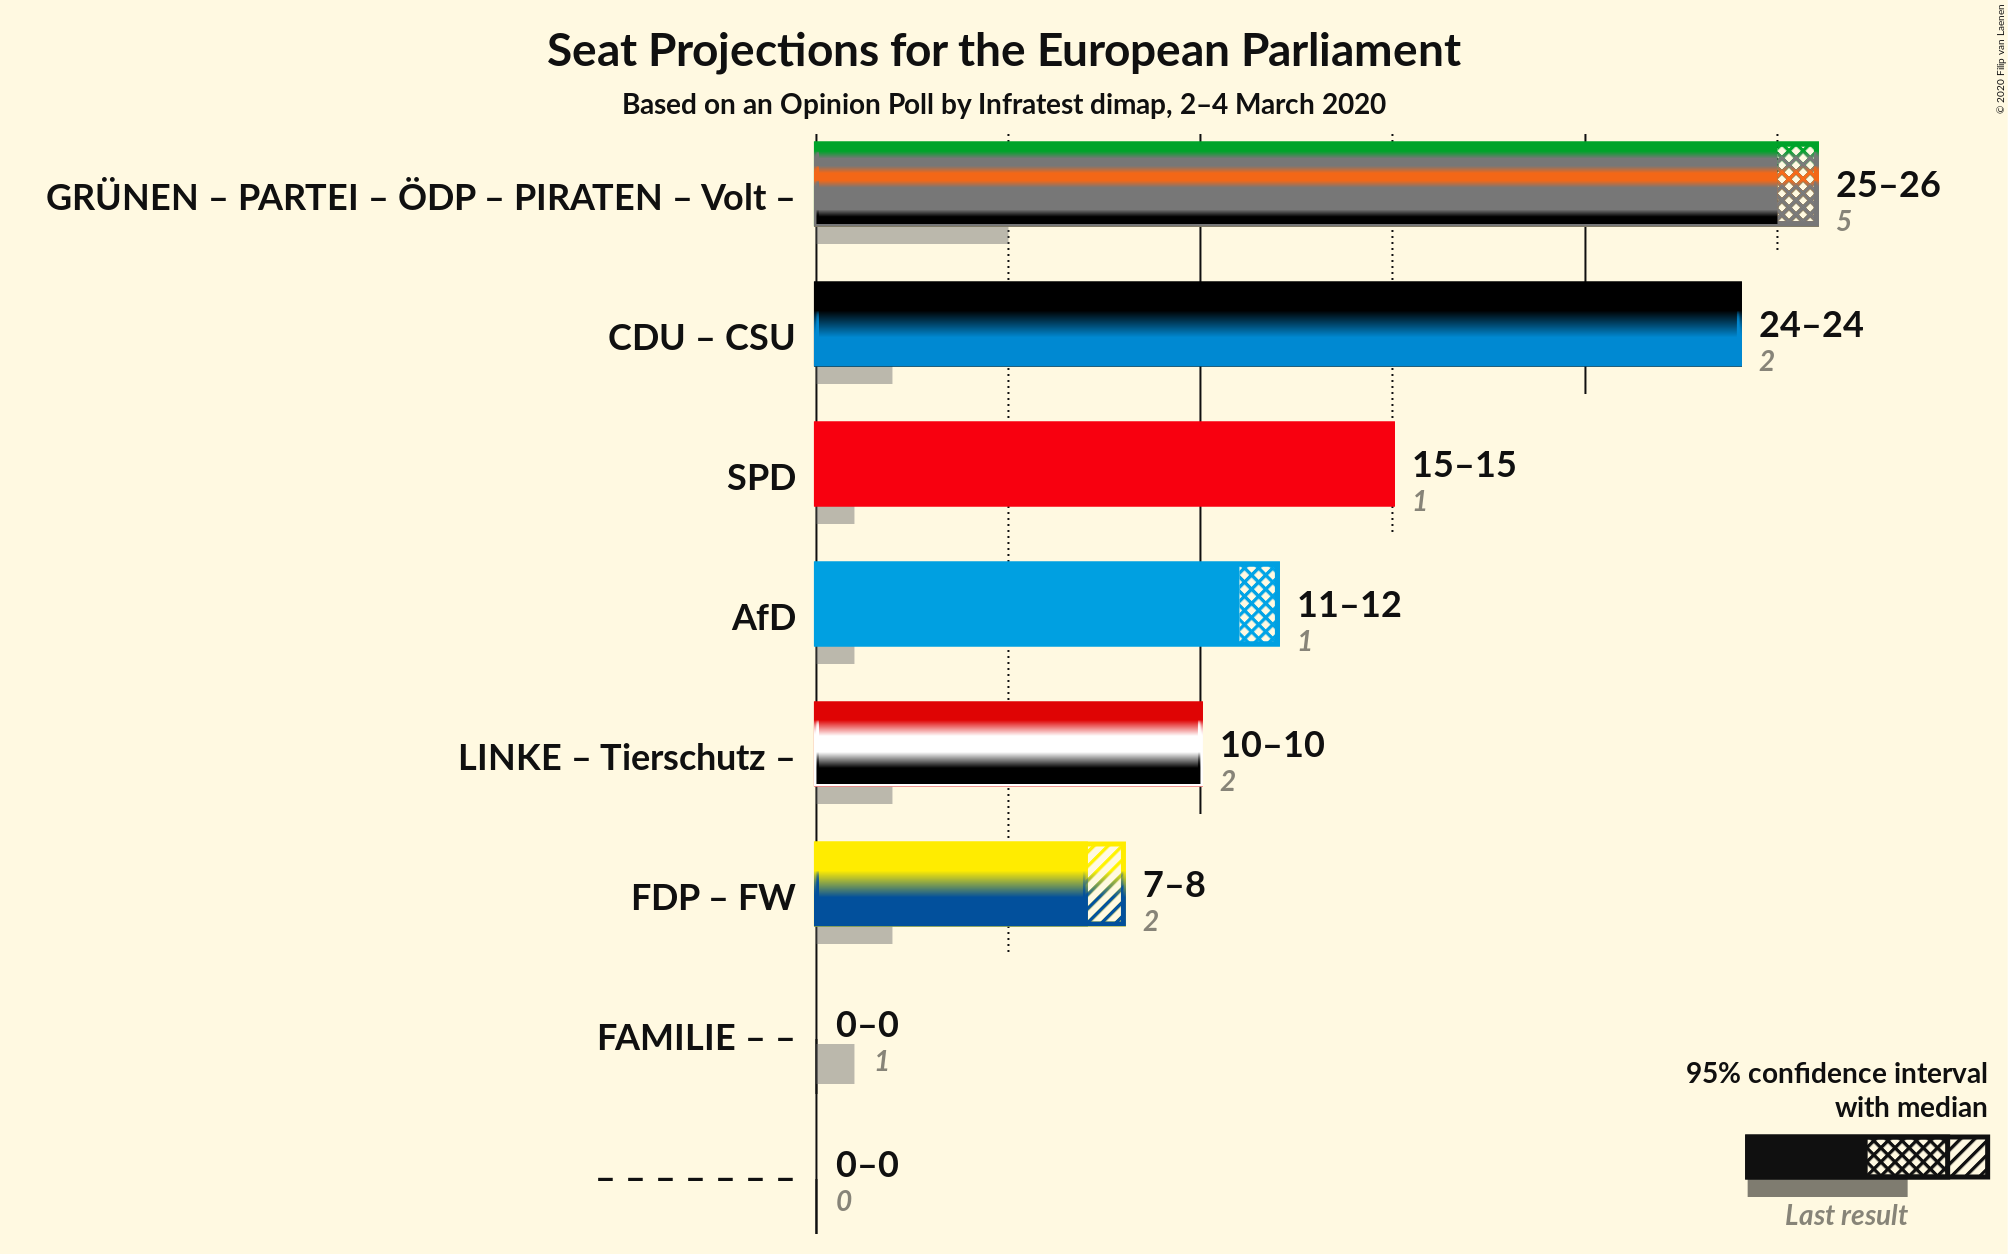 Seat Projections for the European Parliament
Based on an Opinion Poll by Infratest dimap, 2–4 March 2020
© 2020 Filip van Laenen
GRÜNEN – PARTEI – ÖDP – PIRATEN – Volt –
25–26
5
CDU – CSU
24–24
2
SPD
15–15
1
AfD
11–12
1
LINKE – Tierschutz –
10–10
2
FDP – FW
7–8
2
FAMILIE – –
0–0
1
– – – – – – –
0–0
0
95% confidence interval
with median
Last result